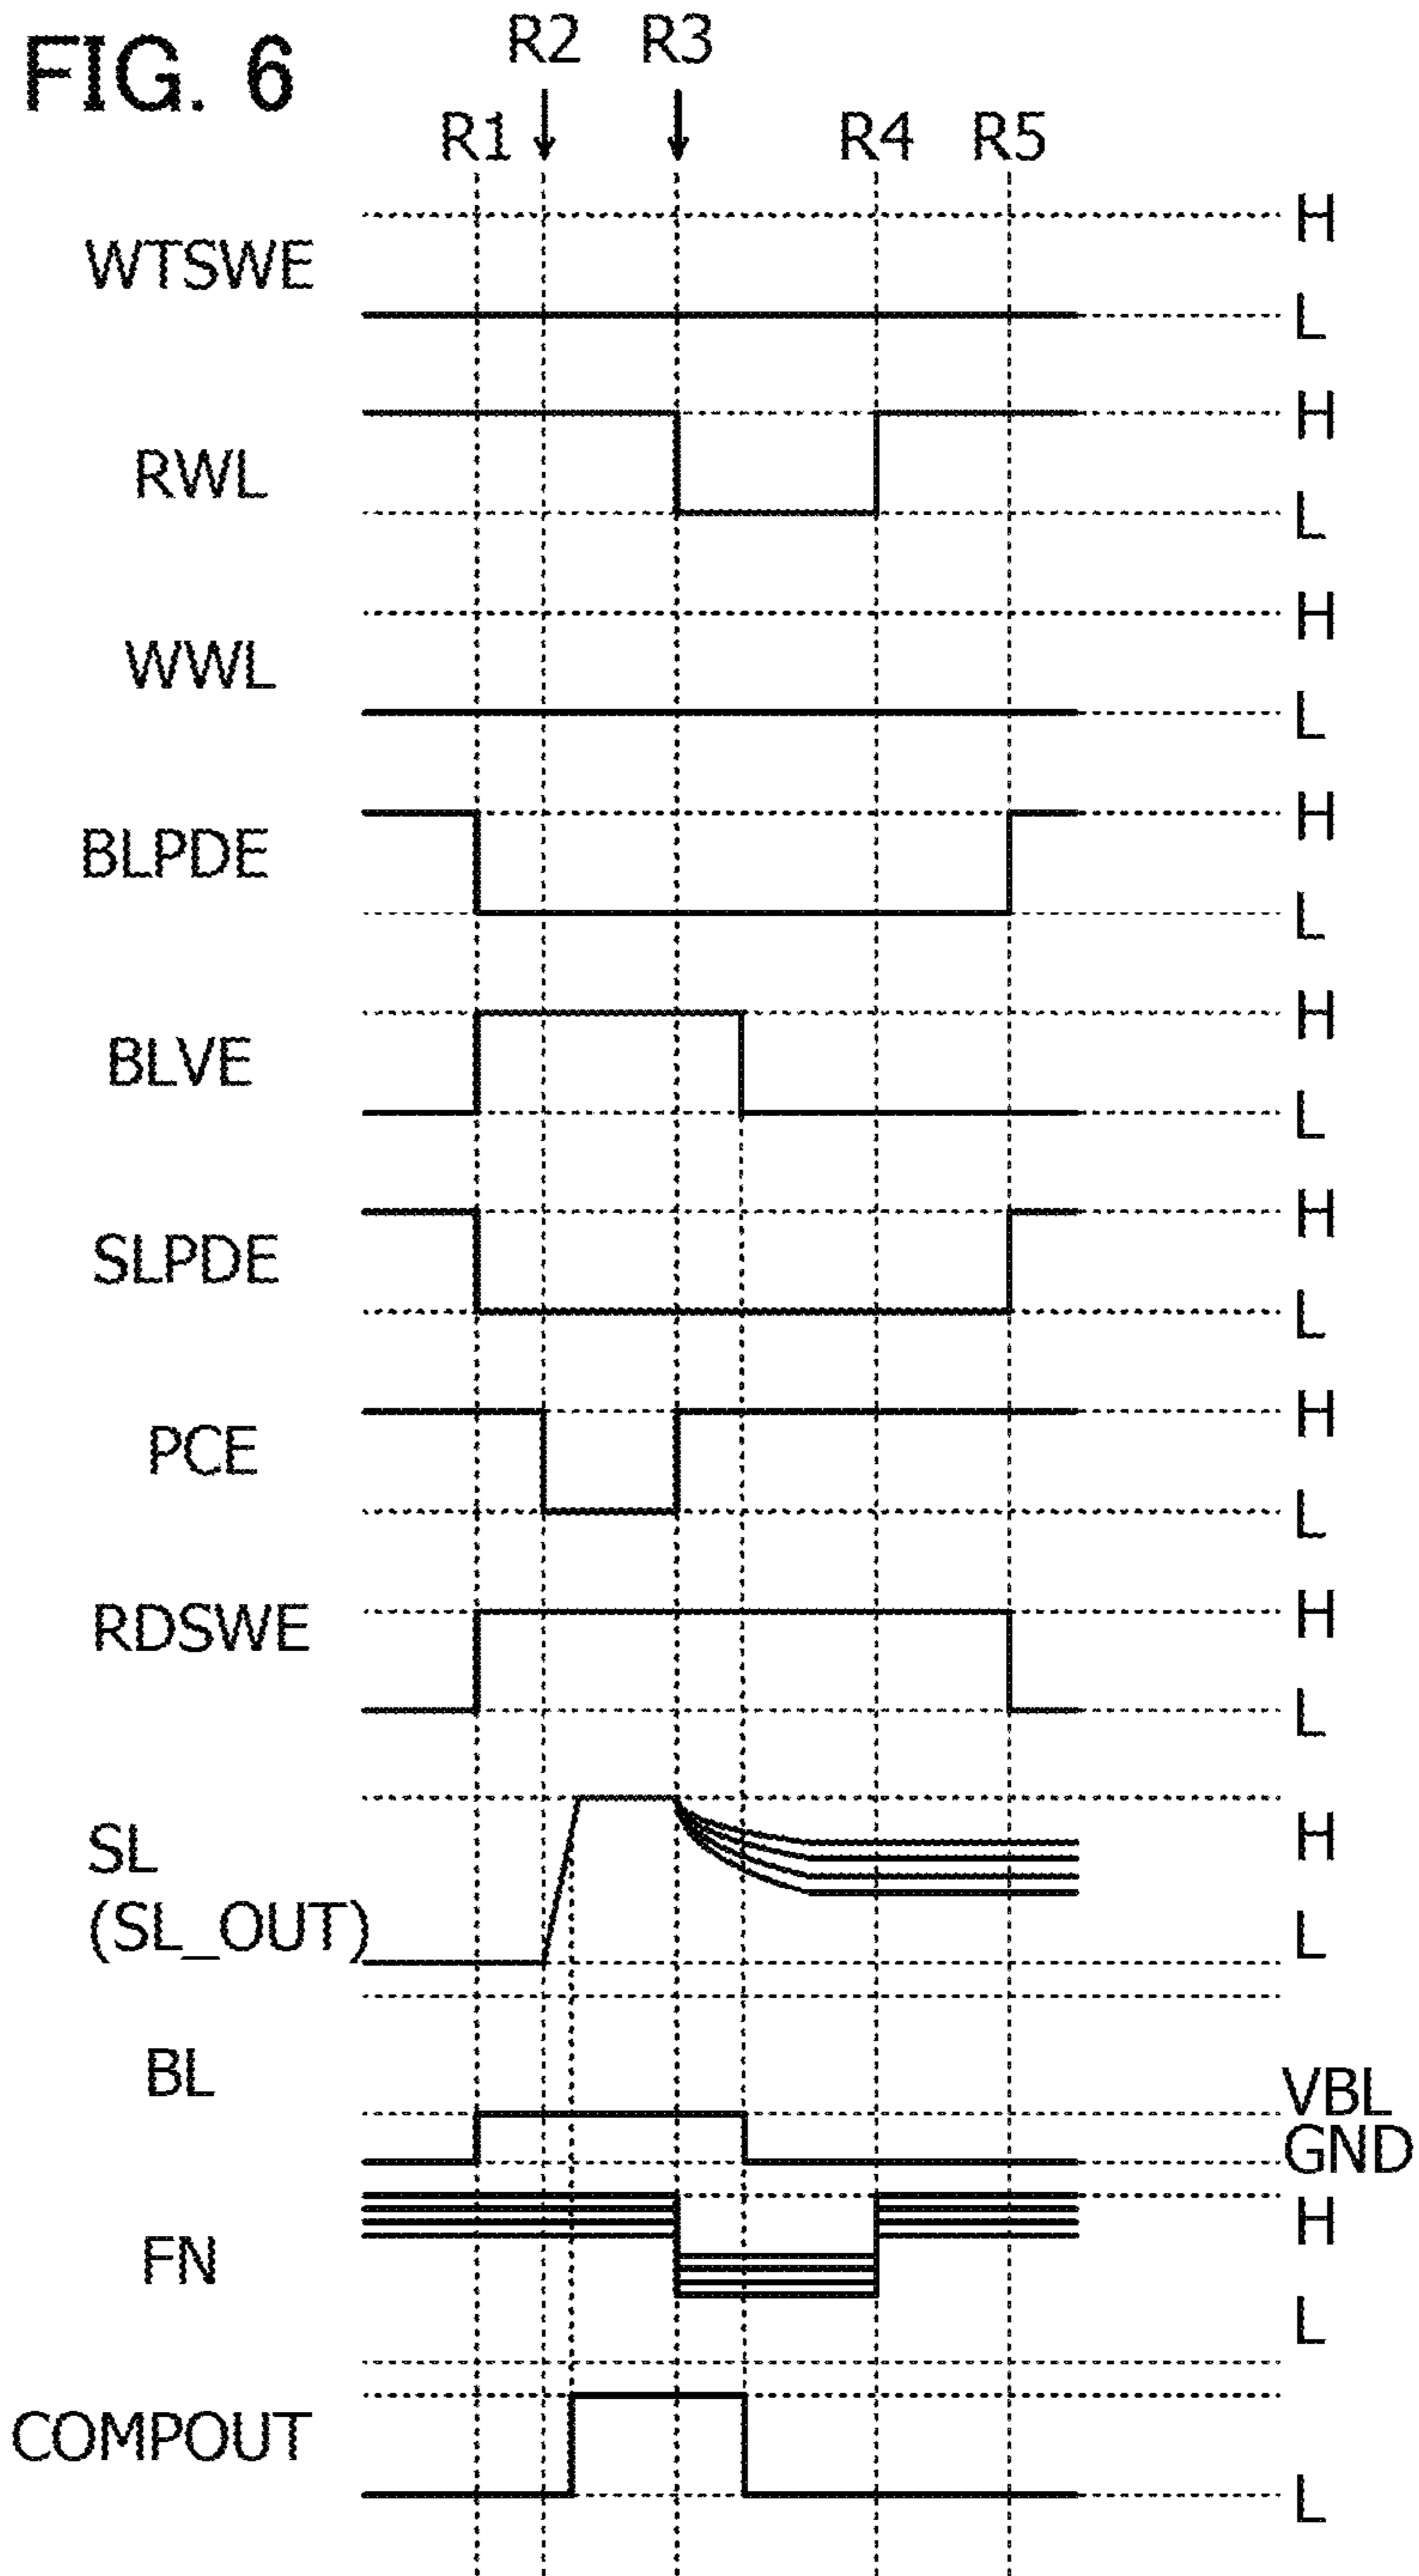 FIG. 6
R2 R3
R1 R4 R5
H
WTSWE
L
H
RWL
L
H
WWL
L
H
BLPDE
L
H
BLVE
L
H
SLPDE
L
H
PCE
L
H
RDSWE
L
SL H
(SL_OUT) L
BL
VBL
GND
H
FN
L
COMPOUT
L